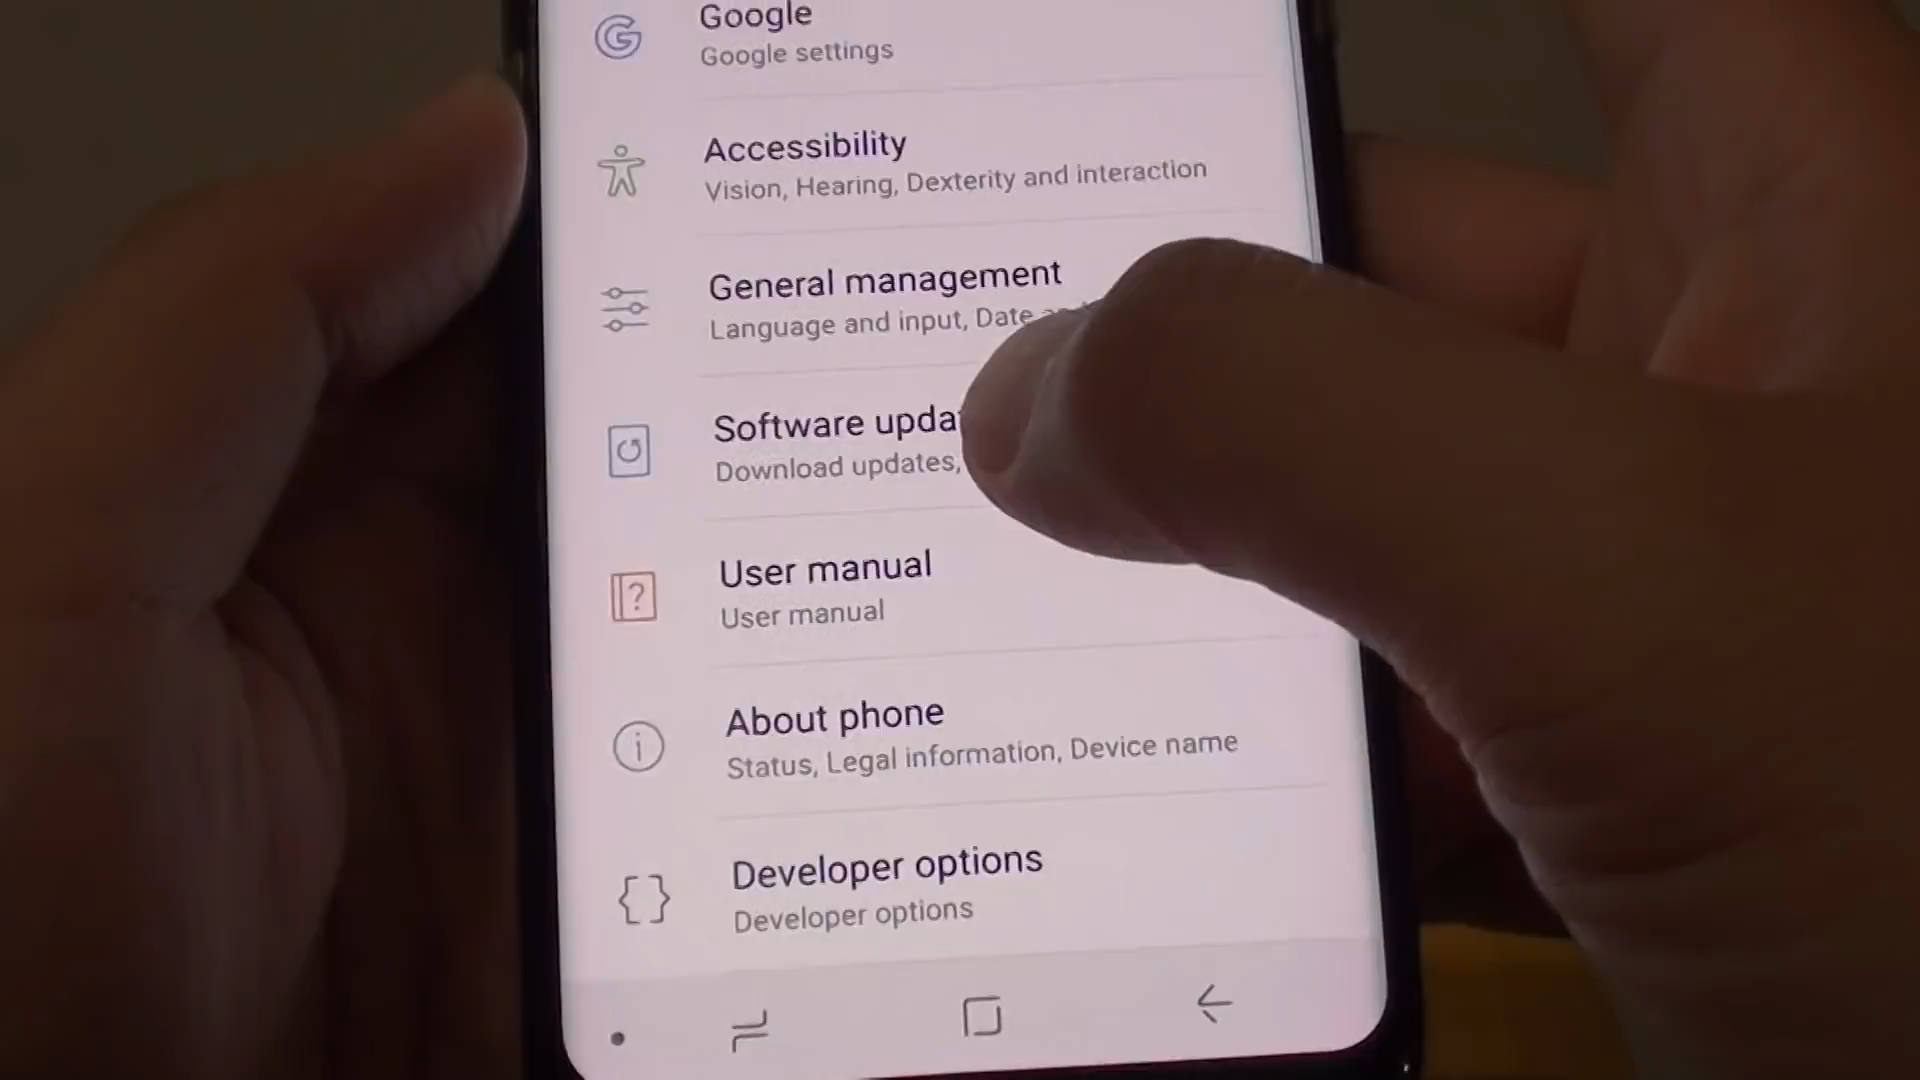 Google
Google settings
Accessibility
Vision, Hearing, Dexterity and interaction
General management
Language and input, Date
Software
Download updates,
User manual
User manual
About phone
Status, Legal information, Device name
Developer options
Developer options